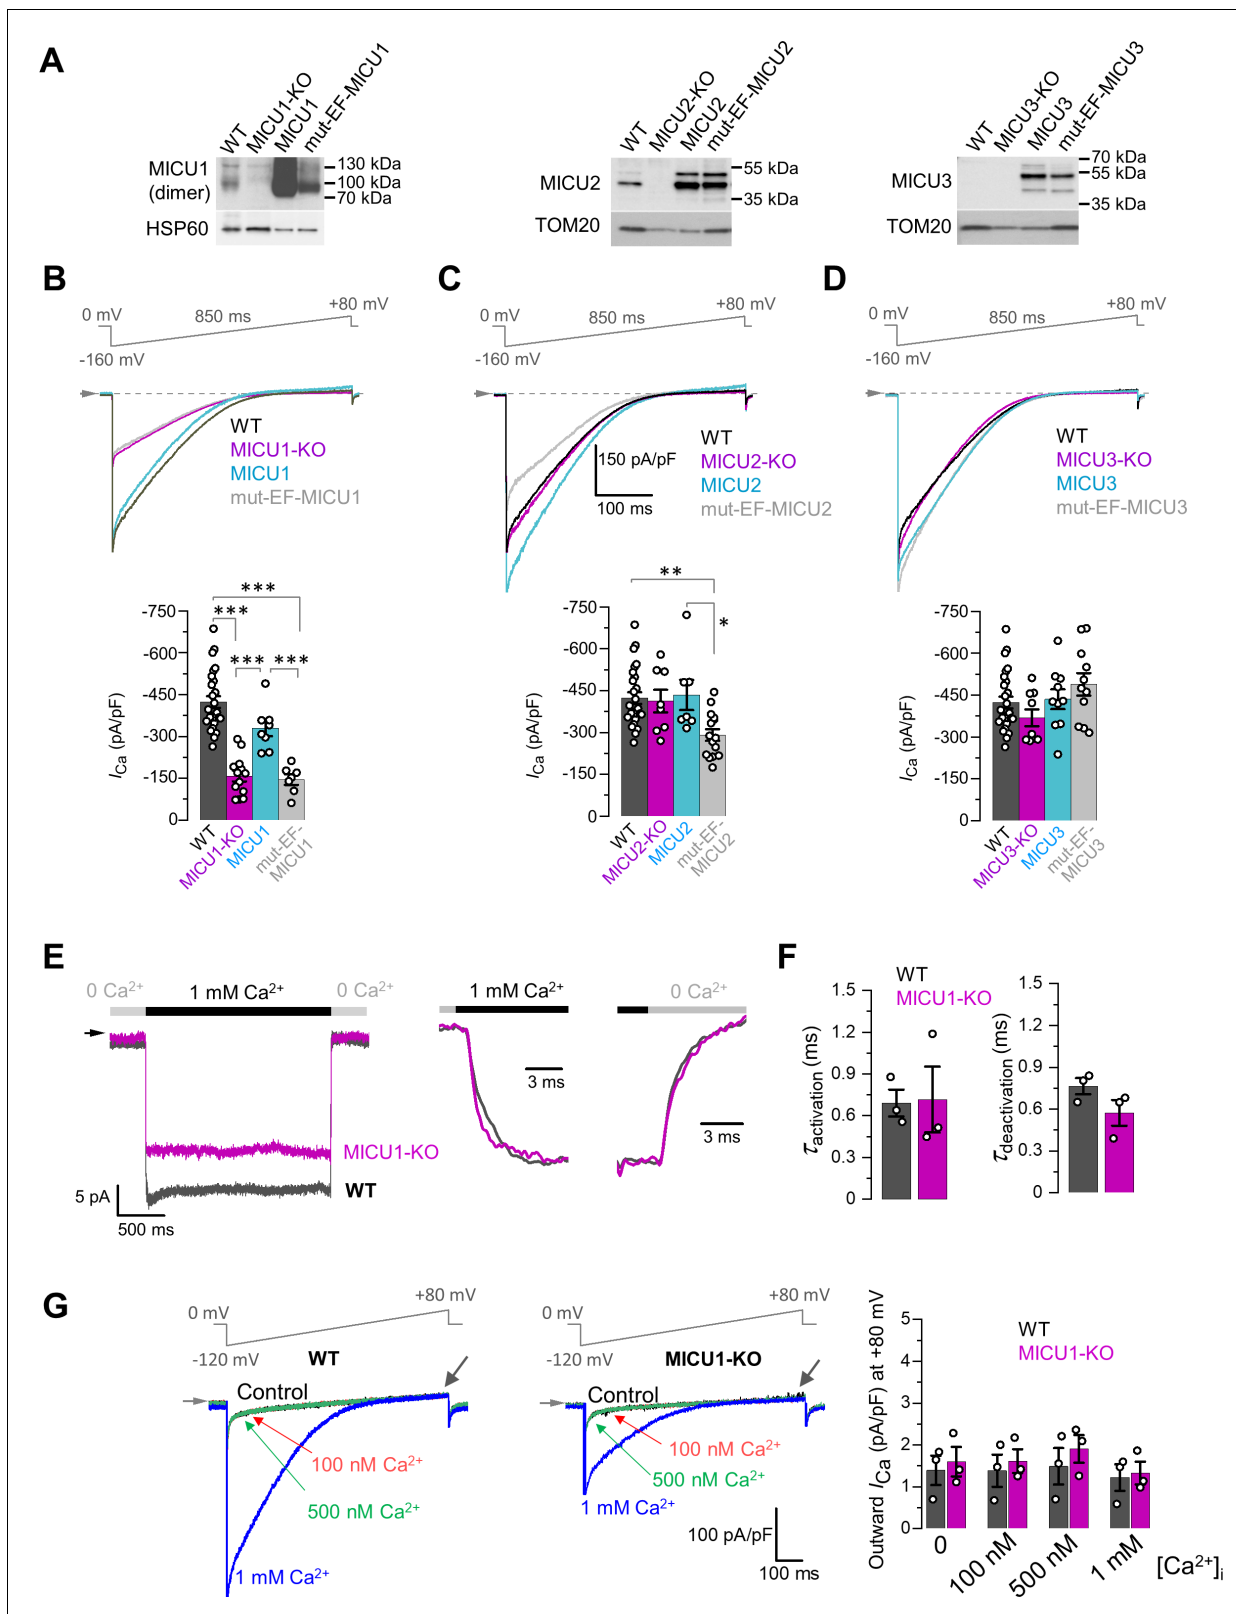 A
WT
MICU1-KO
MICU1
mut-EF-MICU1
MICU1
(dimer)
130 kDa
100 kDa
70 kDa
HSP60
WT
MICU2-KO
MICU2
mut-EF-MICU2
MICU2
55 kDa
35 kDa
TOM20
WT
MICU3-KO
MICU3
mut-EF-MICU3
MICU3
70 kDa
55 kDa
35 kDa
TOM20
B
0 mV
850 ms
+80 mV
-160 mV
WT
MICU1-KO
MICU1
mut-EF-MICU1
***
***
***
***
-750
-600
-450
-300
-150
0
I_Ca (pA/pF)
WT
MICU1-KO
MICU1
mut-EF-
MICU1
C
0 mV
850 ms
+80 mV
-160 mV
WT
MICU2-KO
MICU2
mut-EF-MICU2
150 pA/pF
100 ms
**
*
-750
-600
-450
-300
-150
0
I_Ca (pA/pF)
WT
MICU2-KO
MICU2
mut-EF-
MICU2
D
0 mV
850 ms
+80 mV
-160 mV
WT
MICU3-KO
MICU3
mut-EF-MICU3
-750
-600
-450
-300
-150
0
I_Ca (pA/pF)
WT
MICU3-KO
MICU3
mut-EF-
MICU3
E
0 Ca²⁺
1 mM Ca²⁺
0 Ca²⁺
MICU1-KO
WT
5 pA
500 ms
1 mM Ca²⁺
3 ms
0 Ca²⁺
3 ms
F
WT
MICU1-KO
1.5
1.2
0.9
0.6
0.3
0
τ_activation (ms)
1.5
1.2
0.9
0.6
0.3
0
τ_deactivation (ms)
G
0 mV
+80 mV
-120 mV
WT
Control
100 nM Ca²⁺
500 nM Ca²⁺
1 mM Ca²⁺
0 mV
+80 mV
-120 mV
MICU1-KO
Control
100 nM Ca²⁺
500 nM Ca²⁺
1 mM Ca²⁺
100 pA/pF
100 ms
Outward I_Ca (pA/pF) at +80 mV
5
4
3
2
1
0
WT
MICU1-KO
0
100 nM
500 nM
1 mM
[Ca²⁺]ᵢ